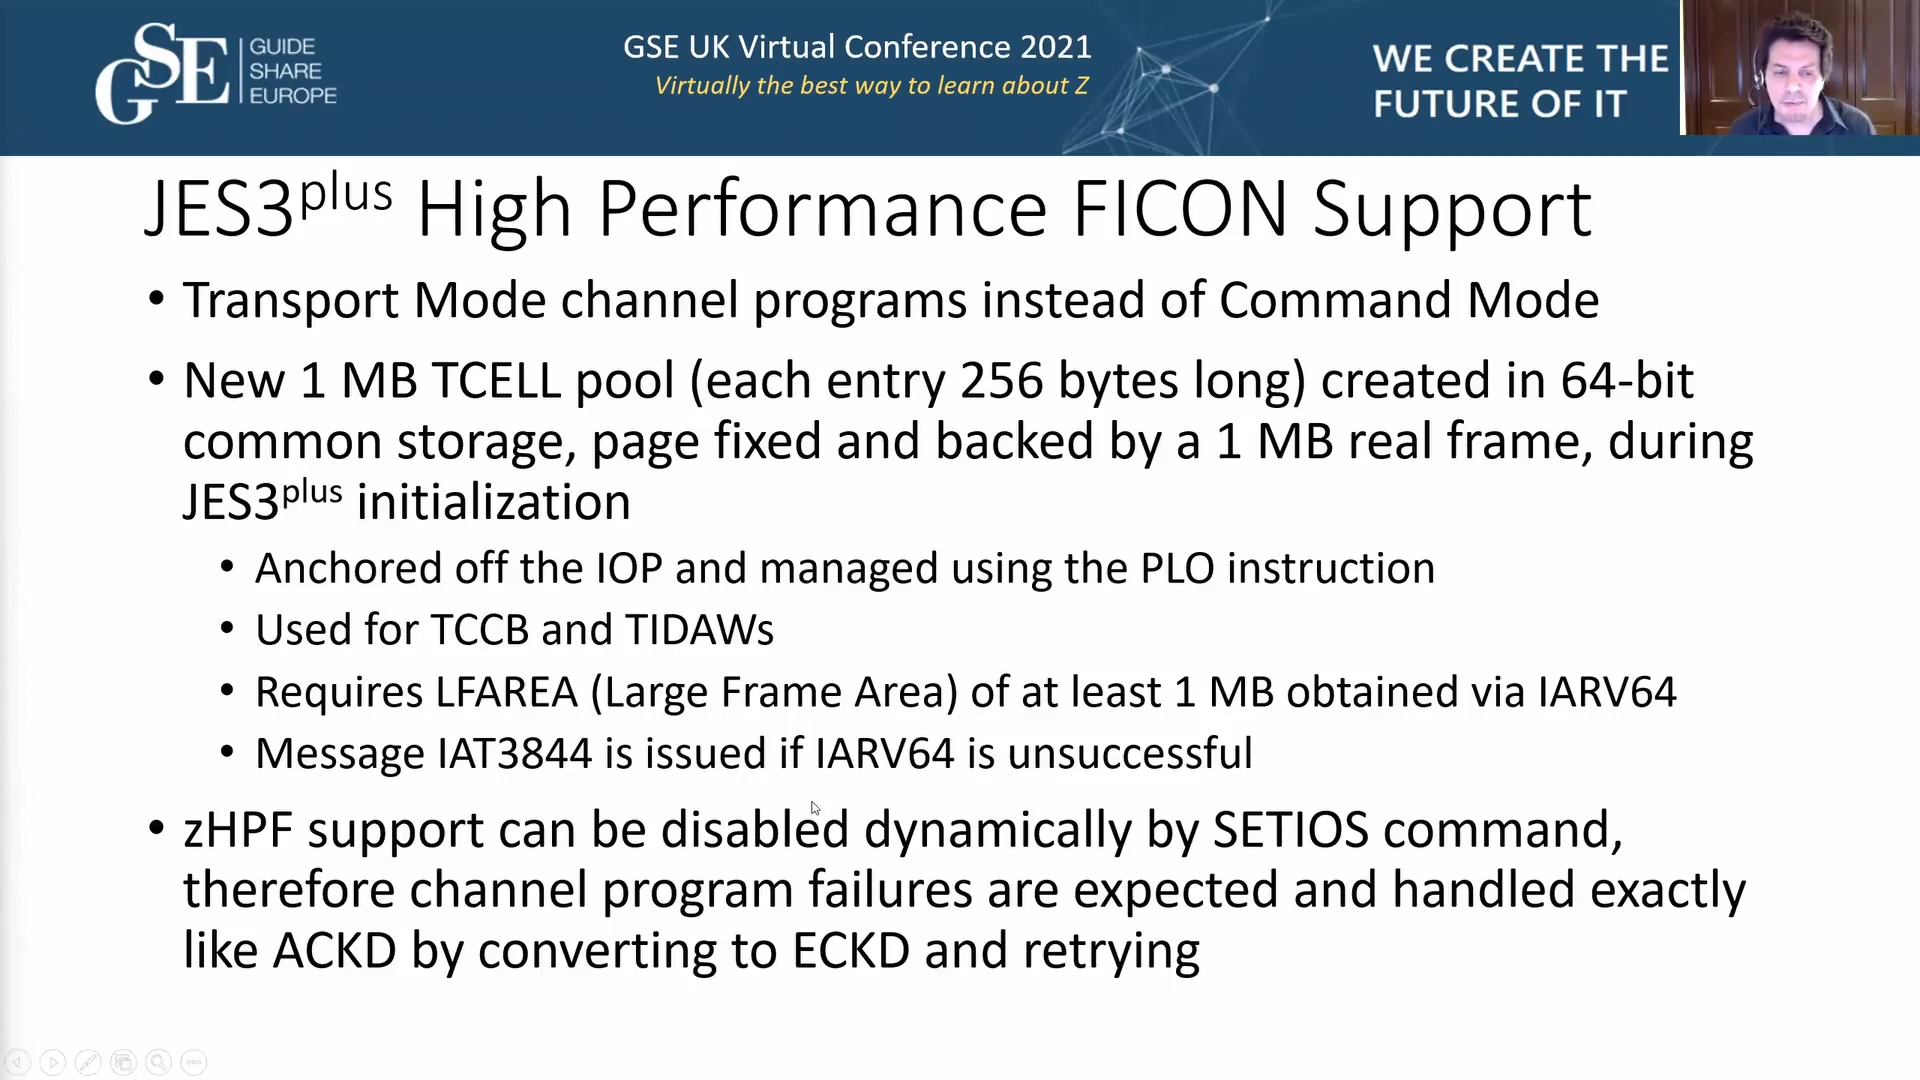 GSE GUIDE
SHARE
EUROPE
GSE UK Virtual Conference 2021
Virtually the best way to learn about Z
WE CREATE THE
FUTURE OF IT
JES3plus High Performance FICON Support
• Transport Mode channel programs instead of Command Mode
• New 1 MB TCELL pool (each entry 256 bytes long) created in 64-bit
common storage, page fixed and backed by a 1 MB real frame, during
JES3plus initialization
• Anchored off the IOP and managed using the PLO instruction
• Used for TCCB and TIDAWs
• Requires LFAREA (Large Frame Area) of at least 1 MB obtained via IARV64
• Message IAT3844 is issued if IARV64 is unsuccessful
• zHPF support can be disabled dynamically by SETIOS command,
therefore channel program failures are expected and handled exactly
like ACKD by converting to ECKD and retrying